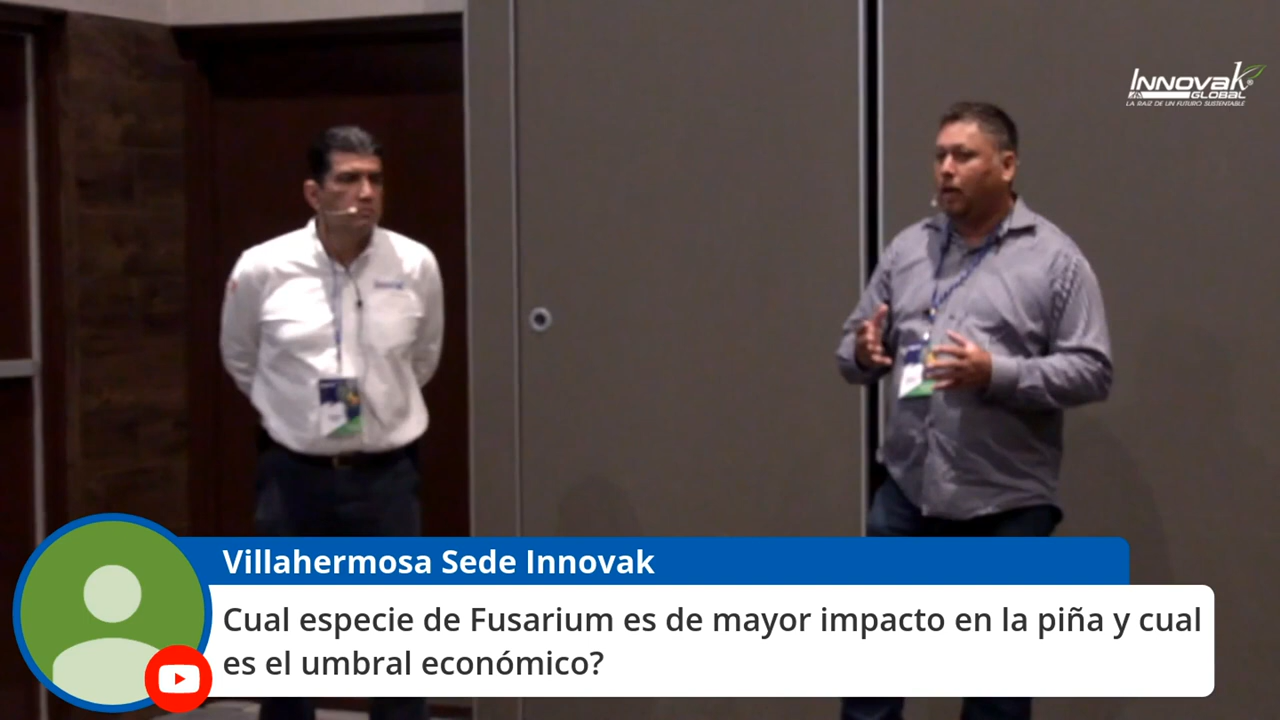 Innovak
GLOBAL
LA RAÍZ DE UN FUTURO SUSTENTABLE
Villahermosa Sede Innovak
Cual especie de Fusarium es de mayor impacto en la piña y cual
es el umbral económico?